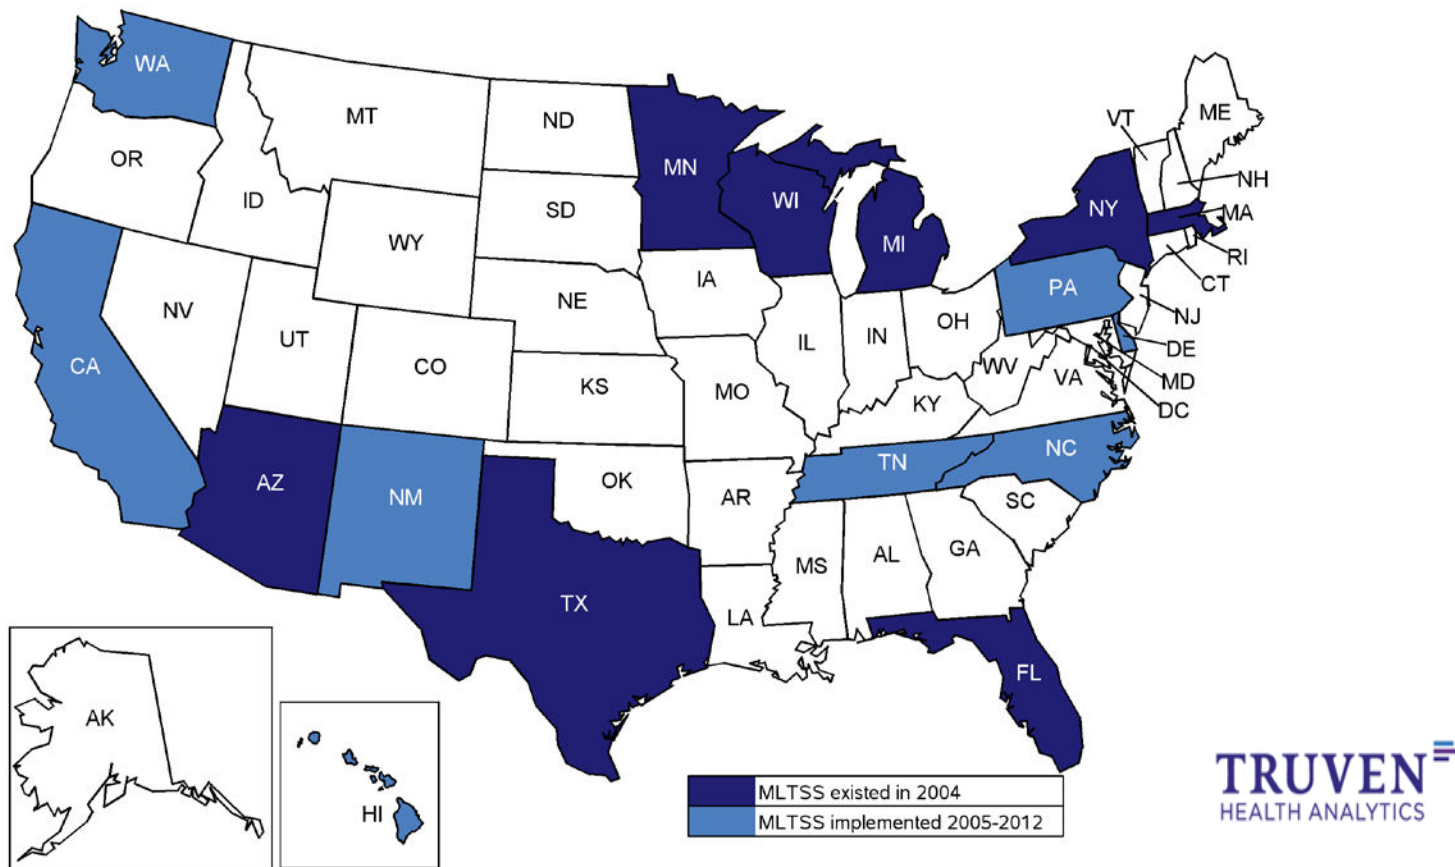 WA
MT
ND
MN
VT
ME
OR
ID
SD
WI
MI
NY
NH
MA
WY
IA
PA
RI
CT
NE
NV
UT
CO
IL
IN
OH
NJ
CA
KS
MO
WV
VA
DE
MD
DC
KY
AZ
NM
OK
AR
TN
NC
SC
TX
LA
MS
AL
GA
FL
AK
HI
MLTSS existed in 2004
MLTSS implemented 2005-2012
TRUVEN
HEALTH ANALYTICS